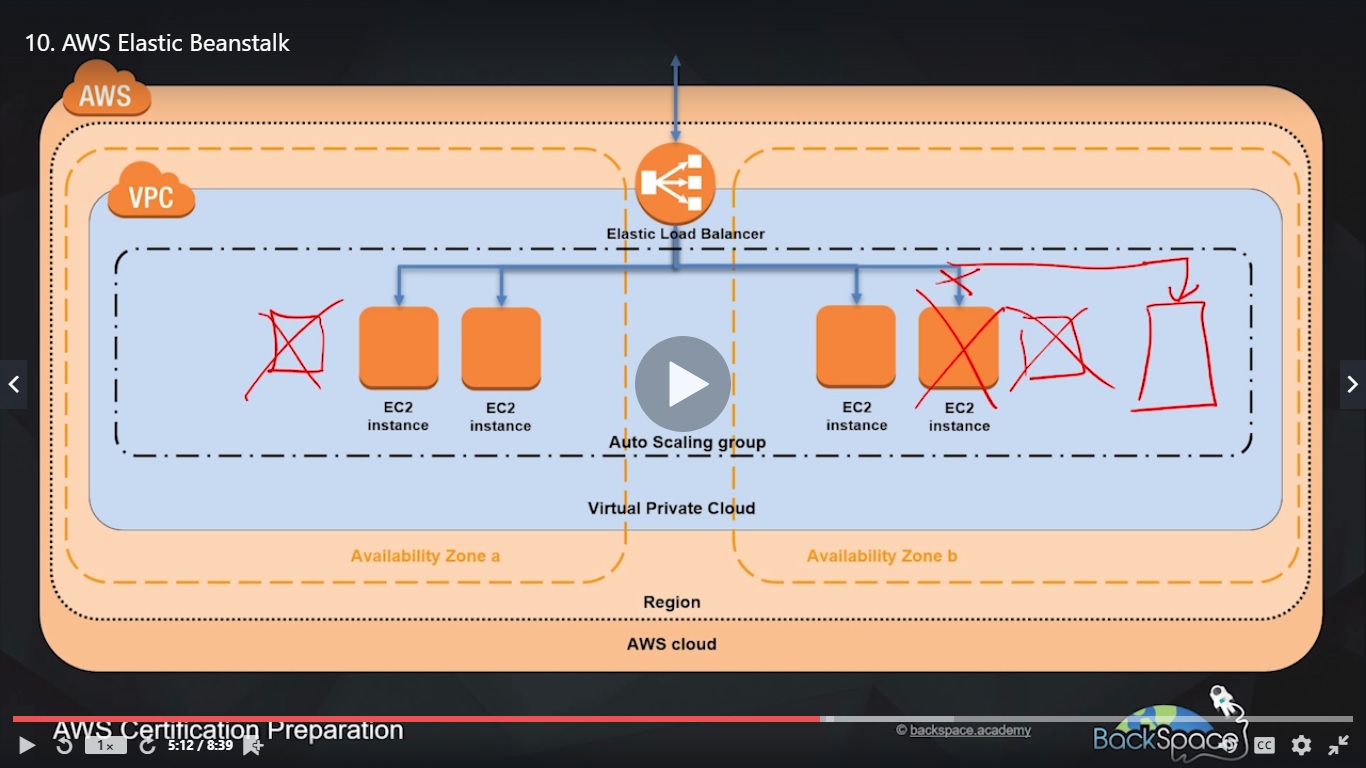 10. AWS Elastic Beanstalk
AWS
VPC
Elastic Load Balancer
EC2
instance
EC2
instance
EC2
instance
EC2
instance
Auto Scaling group
Virtual Private Cloud
Availability Zone a
Availability Zone b
Region
AWS cloud
AWS Certification Preparation
© backspace.academy
BackSpace
1x
5:12 / 8:39
CC